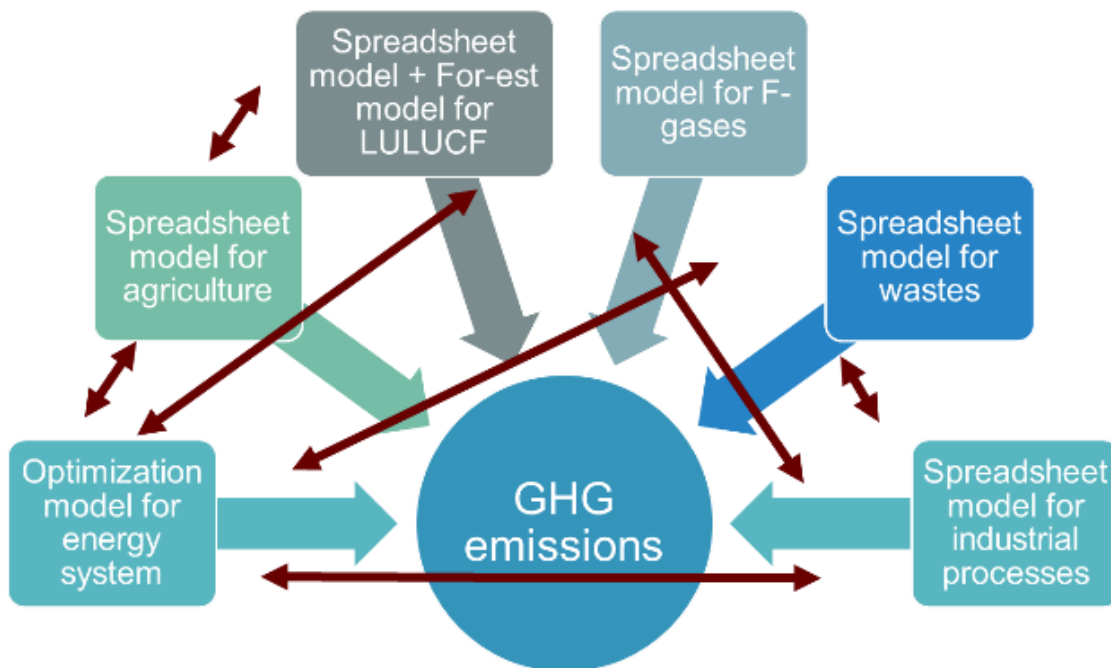 Spreadsheet
model + For-est
model for
LULUCF
Spreadsheet
model for F-
gases
Spreadsheet
model for
agriculture
Spreadsheet
model for
wastes
Optimization
model for
energy
system
GHG
emissions
Spreadsheet
model for
industrial
processes